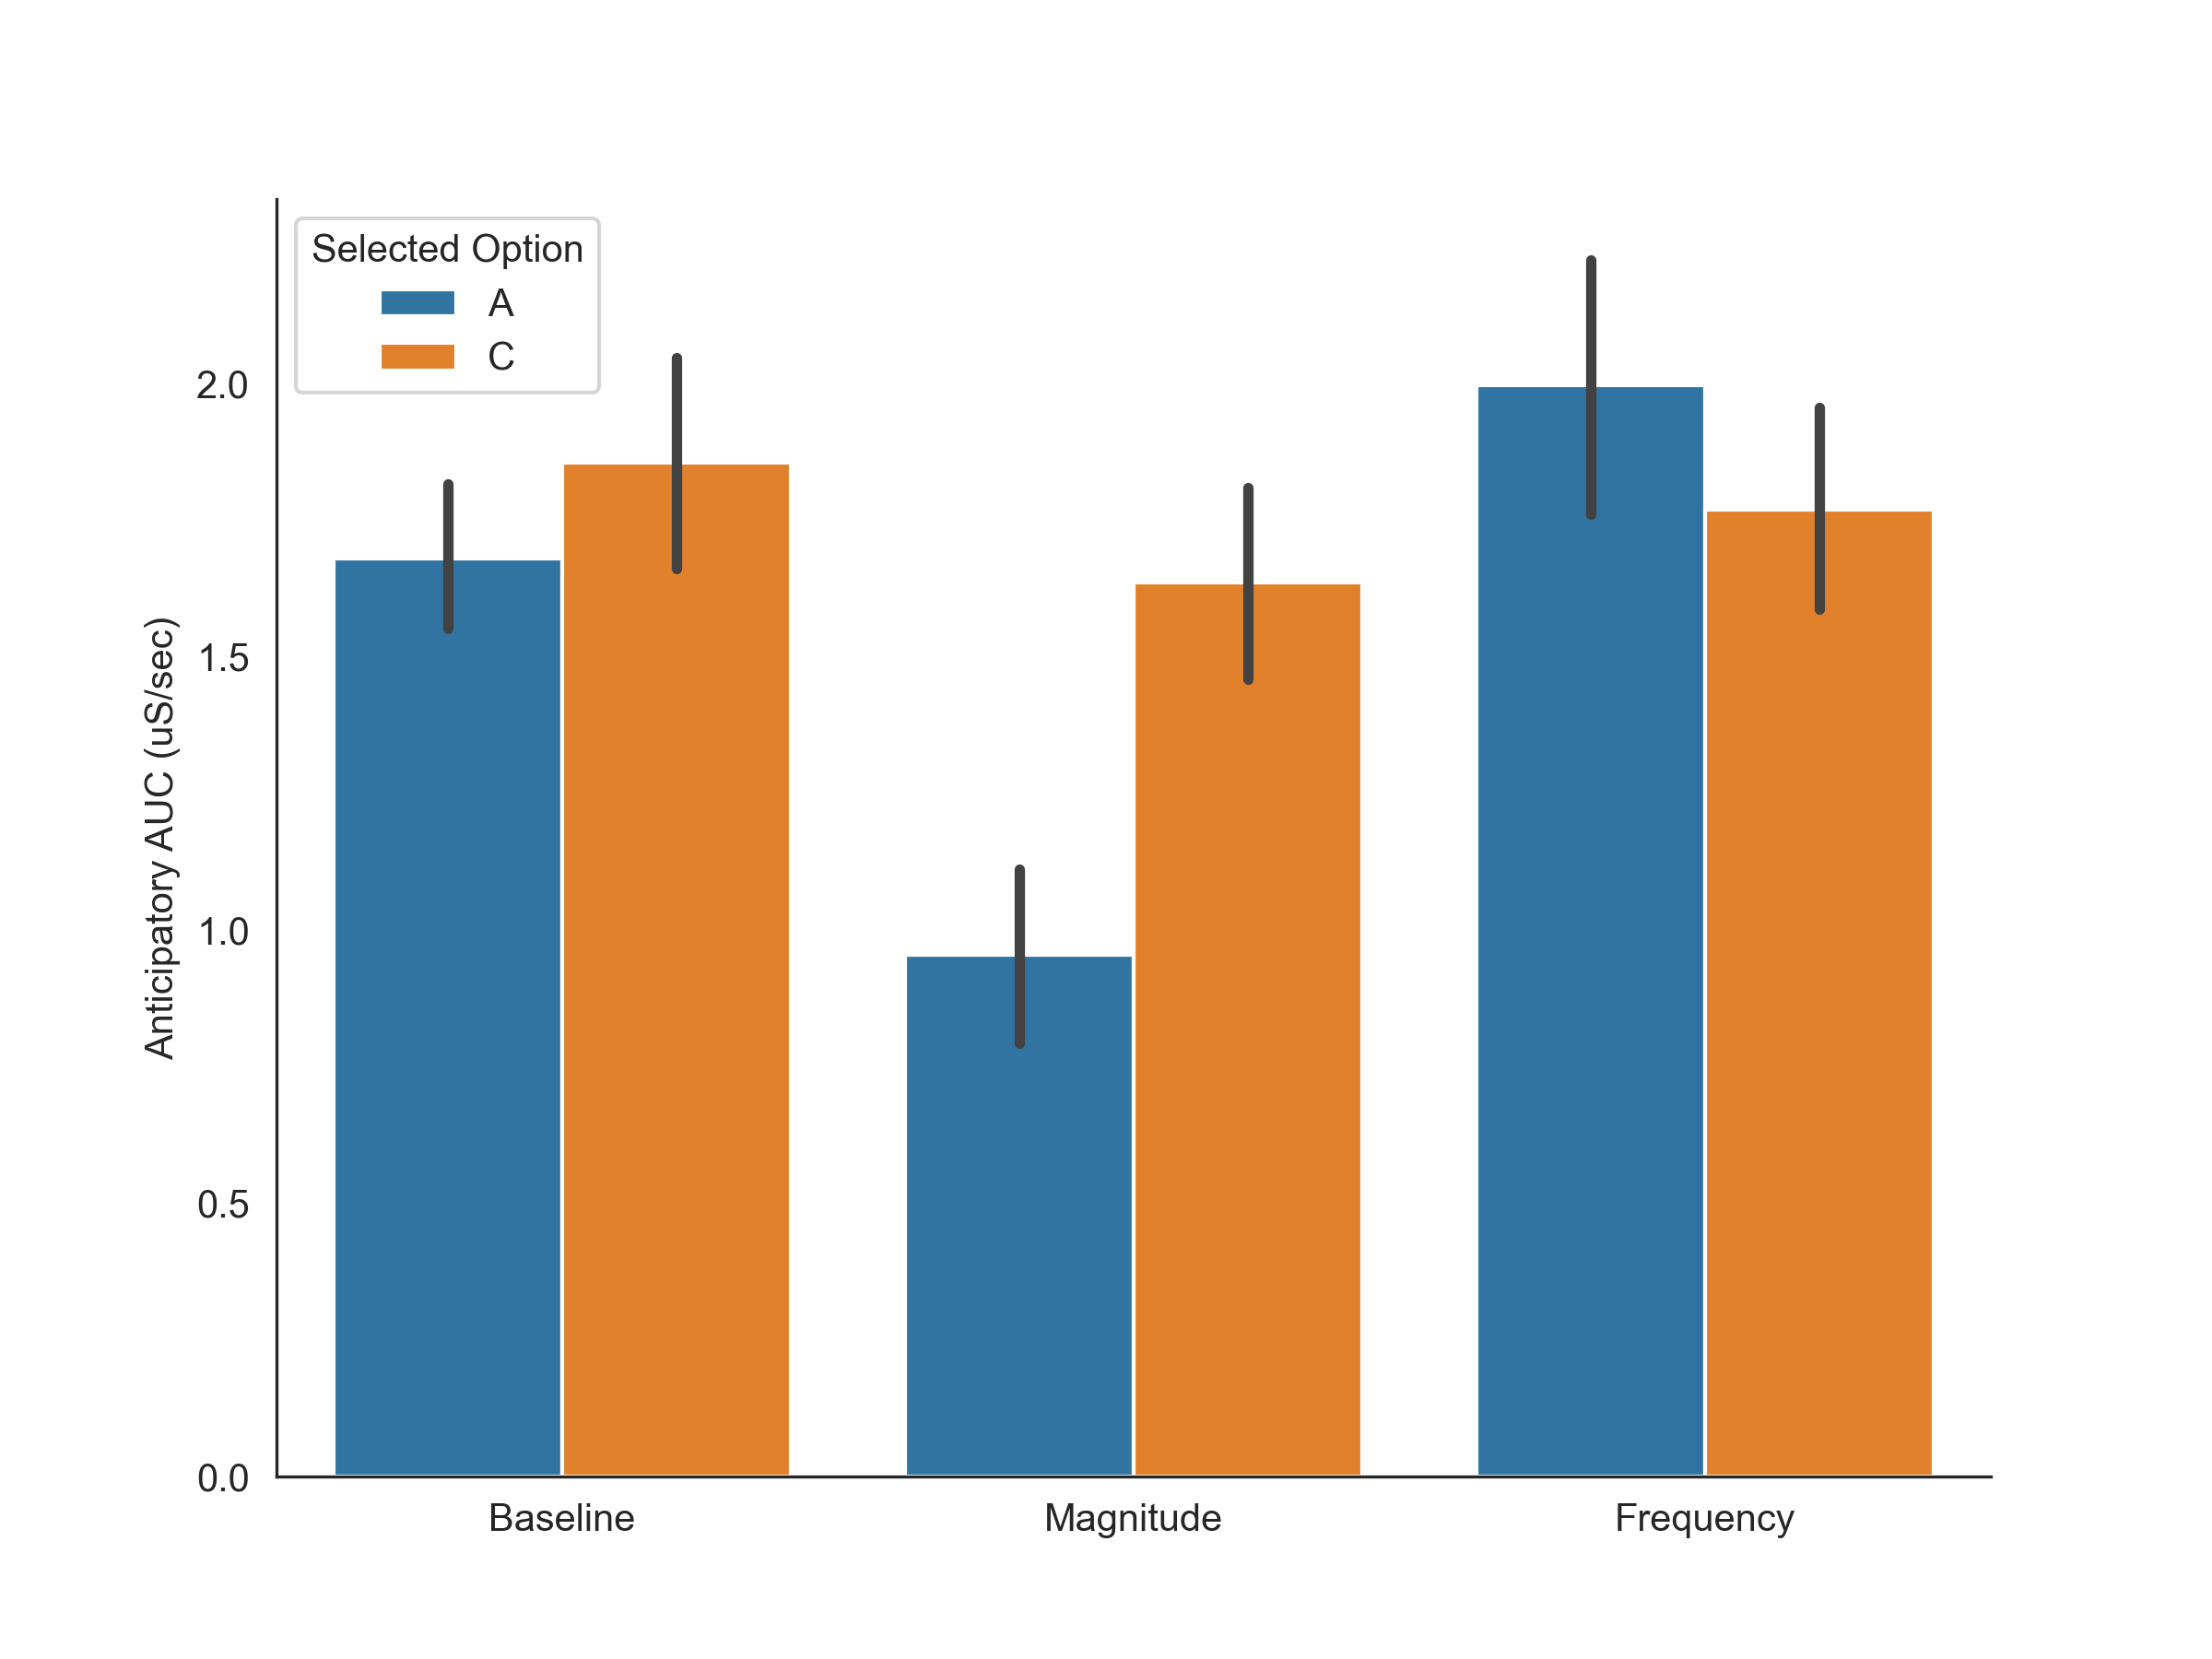 Selected Option
A
C
Anticipatory AUC (uS/sec)
2.0
1.5
1.0
0.5
0.0
Baseline
Magnitude
Frequency